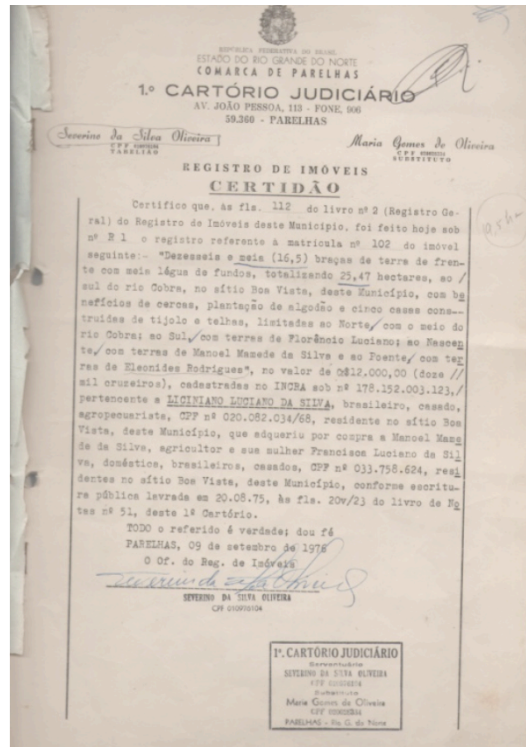 REPÚBLICA FEDERATIVA DO BRASIL
ESTADO DO RIO GRANDE DO NORTE
COMARCA DE PARELHAS
1.º CARTÓRIO JUDICIÁRIO
AV. JOÃO PESSOA, 113 - FONE, 906
59.360 - PARELHAS
Severino da Silva Oliveira
TABELIÃO
Maria Gomes de Oliveira
SUBSTITUTO
REGISTRO DE IMÓVEIS
CERTIDÃO
Certifico que, às fls. 112 do livro nº 2 (Registro Ge-
ral) do Registro de Imóveis deste Município, foi feito hoje sob
nº R 1 o registro referente à matrícula nº 102 do imóvel
seguinte:- "Dezesseis e meia (16,5) braças de terra de fren-
te com meia légua de fundos, totalizando 25,47 hectares, ao /
sul do rio Cobra, no sítio Boa Vista, deste Município, com be
nefícios de cercas, plantação de algodão e cinco casas cons-
truídas de tijolo e telhas, limitadas ao Norte, com o meio do
rio Cobra; ao Sul, com terras de Florêncio Luciano; ao Nascen
te, com terras de Manoel Mamede da Silva e ao Poente, com ter
ras de Eleonides Rodrigues", no valor de Cr$12.000,00 (doze //
mil cruzeiros), cadastradas no INCRA sob nº 178.152.003.123,/
pertencente a LICINIANO LUCIANO DA SILVA, brasileiro, casado,
agropecuarista, CPF nº 020.082.034/68, residente no sítio Boa
Vista, deste Município, que adqueriu por compra a Manoel Mame
de da Silva, agricultor e sua mulher Francisca Luciano da Sil
va, doméstica, brasileiros, casados, CPF nº 033.758.624, resi
dentes no sítio Boa Vista, deste Município, conforme escritu-
ra pública lavrada em 20.08.75, às fls. 20v/23 do livro de No
tas nº 51, deste 1º Cartório.
TODO o referido é verdade; dou fé
PARELHAS, 09 de setembro de 1976
O Of. do Reg. de Imóveis
SEVERINO DA SILVA OLIVEIRA
CPF 010976104
1º. CARTÓRIO JUDICIÁRIO
Serventuário
SEVERINO DA SILVA OLIVEIRA
Substituta
Maria Gomes de Oliveira
PARELHAS - Rio G. do Norte